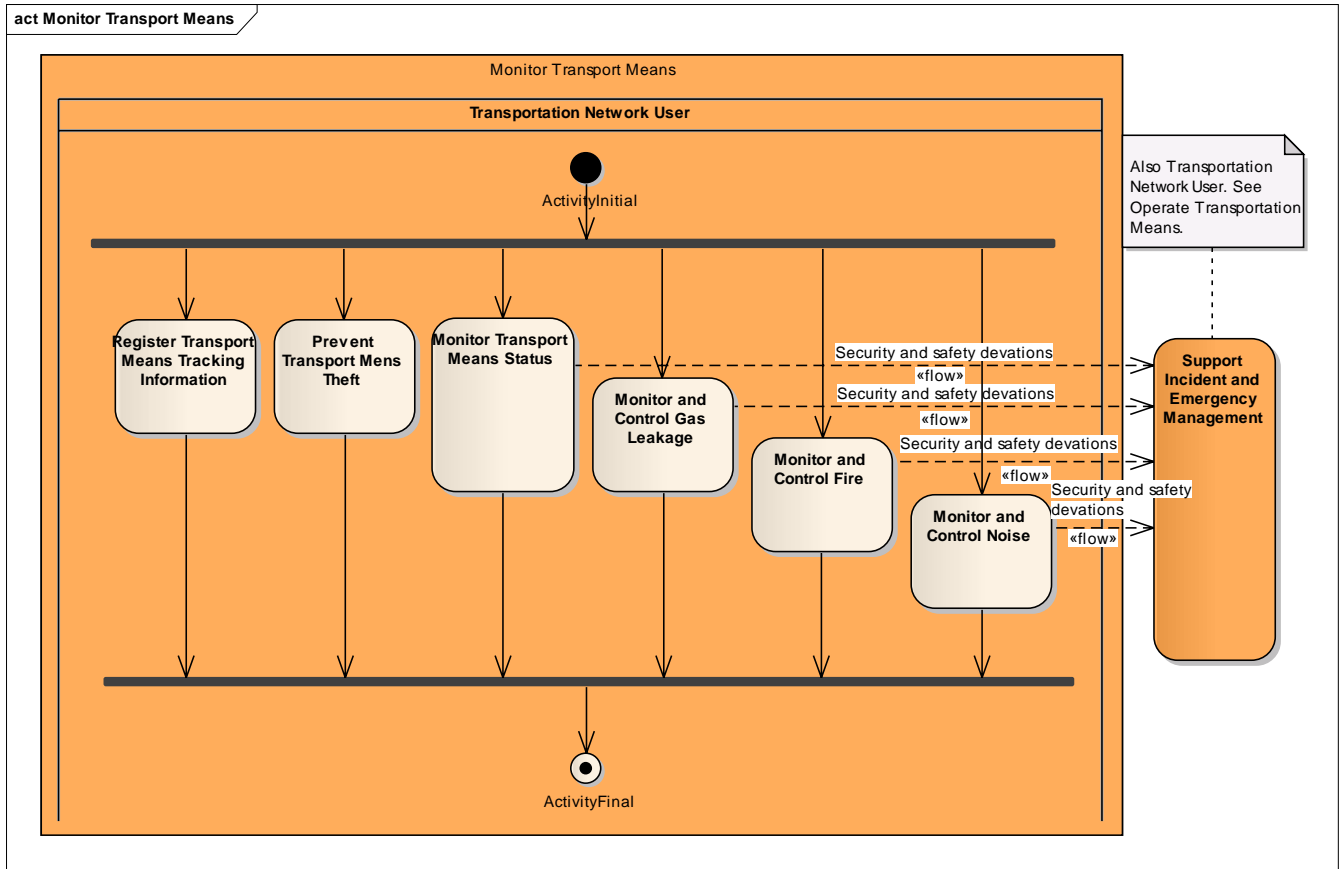 act Monitor Transport Means
Monitor Transport Means
Transportation Network User
ActivityInitial
Also Transportation
Network User. See
Operate Transportation
Means.
Register Transport
Means Tracking
Information
Prevent
Transport Mens
Theft
Monitor Transport
Means Status
Security and safety devations
«flow»
Monitor and
Control Gas
Leakage
Security and safety devations
«flow»
Monitor and
Control Fire
Security and safety devations
«flow»
Monitor and
Control Noise
Security and safety
devations
«flow»
Support
Incident and
Emergency
Management
ActivityFinal